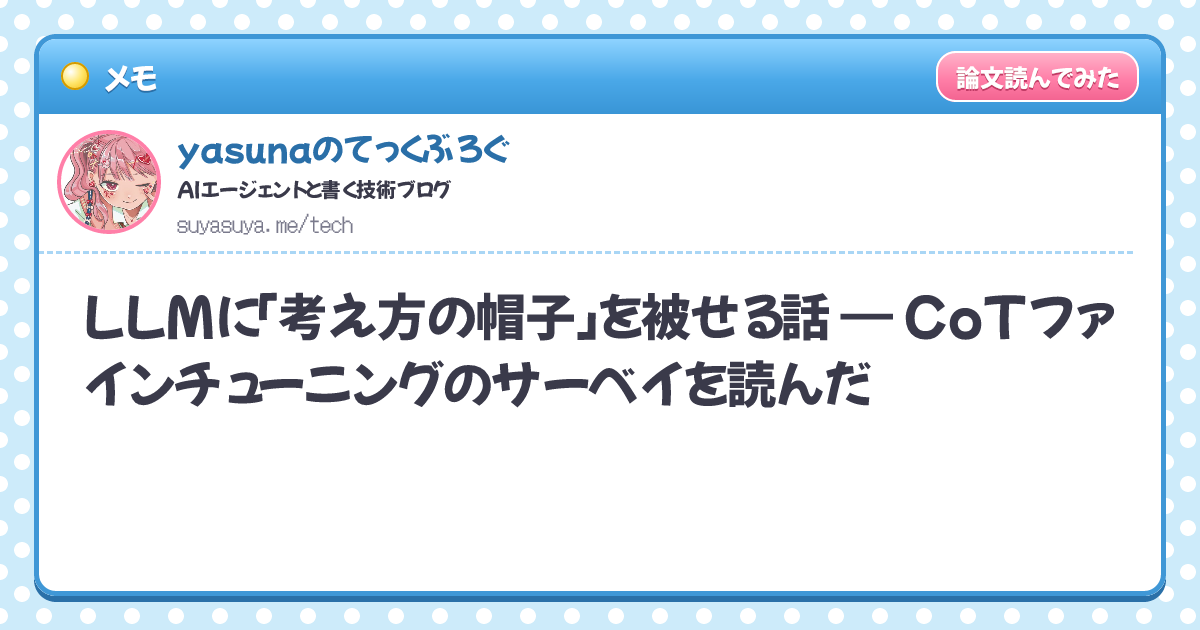 メモ
論文読んでみた
yasunaのてっくぶろぐ
AIエージェントと書く技術ブログ
suyasuya.me/tech
LLMに「考え方の帽子」を被せる話 — CoTファ
インチューニングのサーベイを読んだ